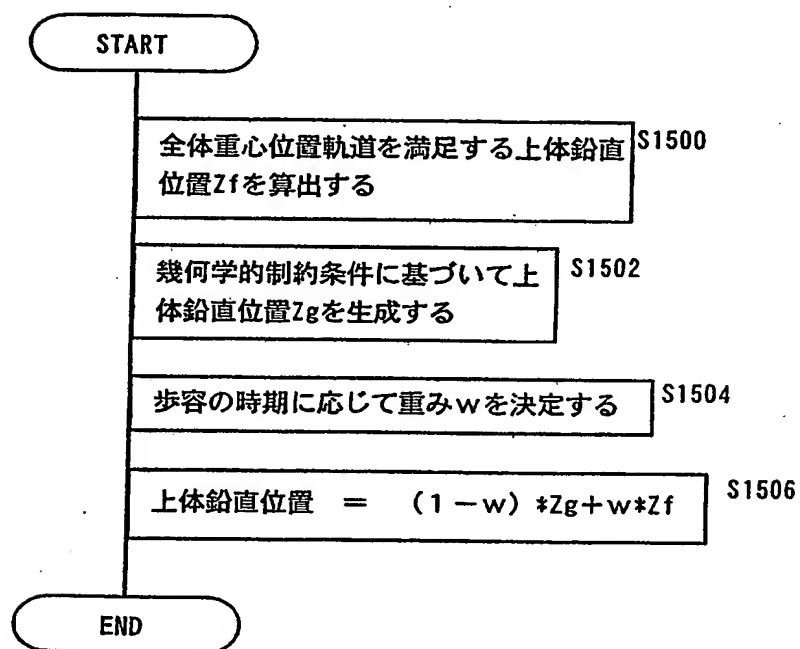 START
全体重心位置軌道を満足する上体鉛直 S1500
位置Zfを算出する
幾何学的制約条件に基づいて上 S1502
体鉛直位置Zgを生成する
歩容の時期に応じて重みwを決定する S1504
上体鉛直位置 = (1-w)*Zg+w*Zf S1506
END